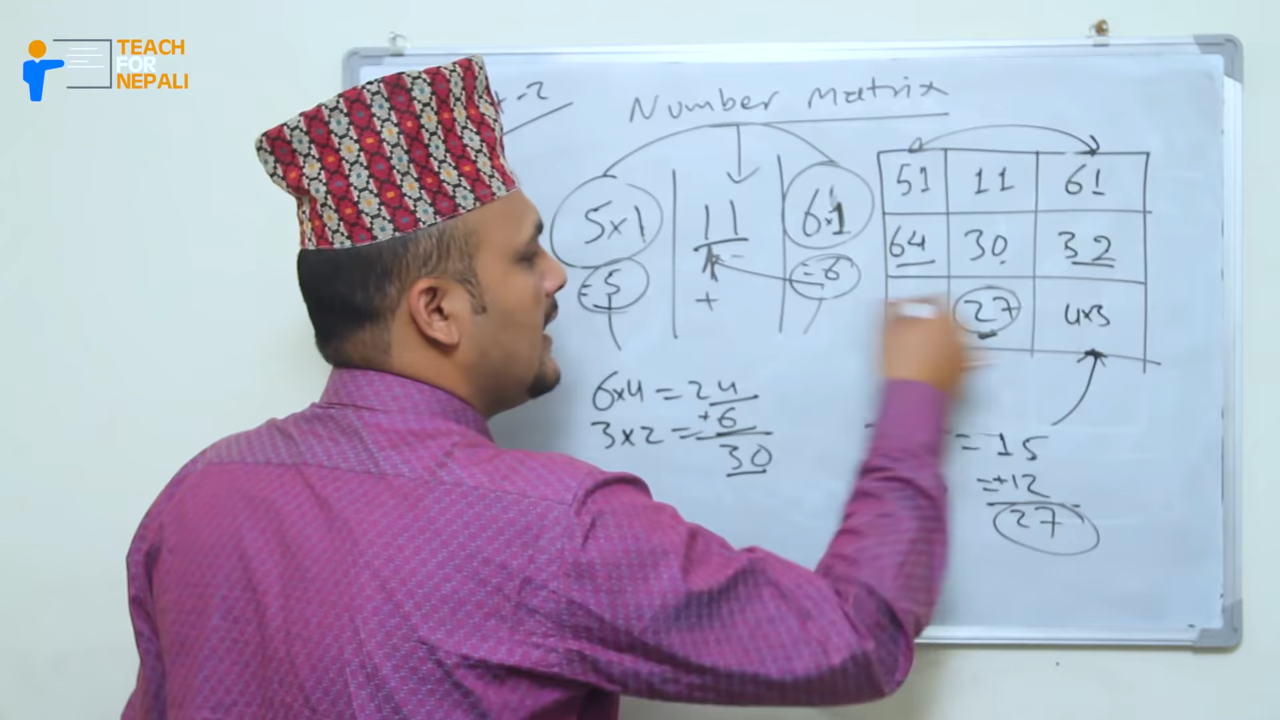 TEACH
FOR
NEPALI
-2
Number Matrix
5x1 11 6x1
=5 - =6
+
6x4 = 24
+6
3x2 = 
30
51 11 61
64 30 32
27 4x3
= 15
= +12
27